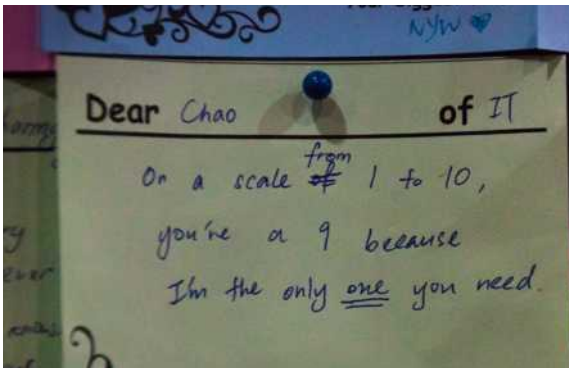 NYW
Dear Chao of IT
On a scale from 1 to 10,
you're a 9 because
I'm the only one you need.